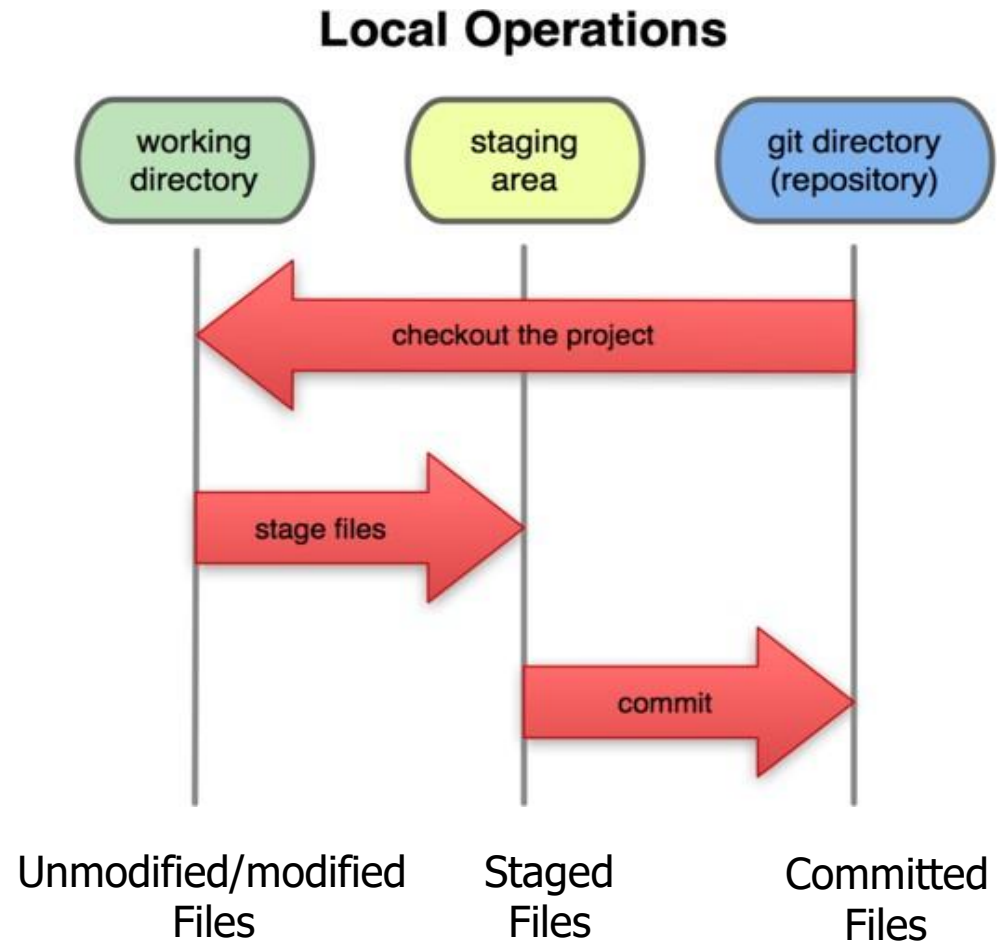 Local Operations
working
directory
staging
area
git directory
(repository)
checkout the project
stage files
commit
Unmodified/modified
Files
Staged
Files
Committed
Files